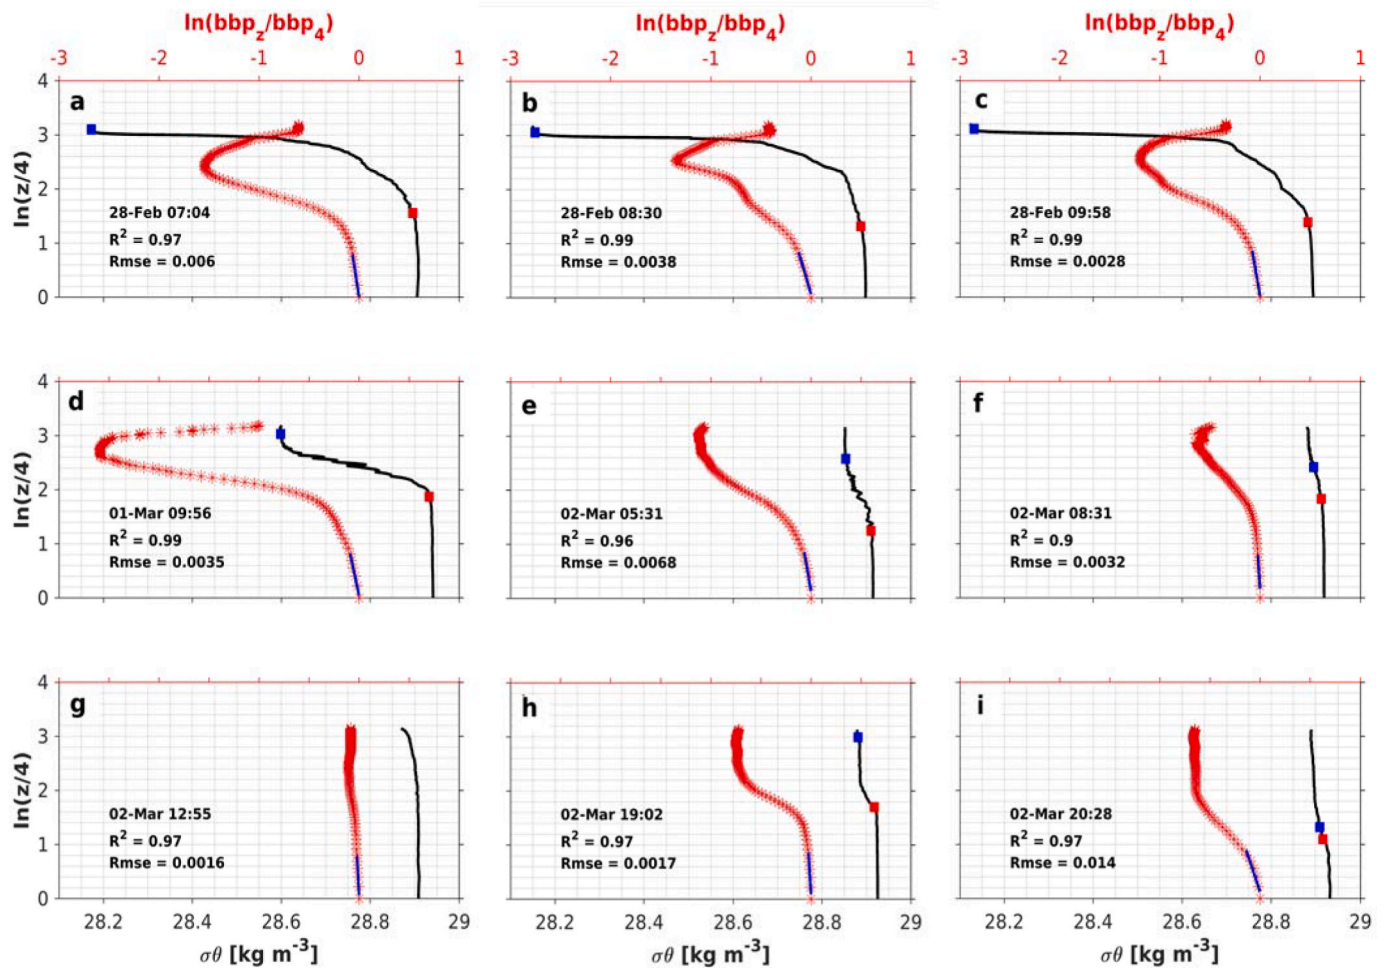 ln(bbp_z/bbp_4) ln(bbp_z/bbp_4) ln(bbp_z/bbp_4)
-3 -2 -1 0 1 -3 -2 -1 0 1 -3 -2 -1 0 1
4
3
2
1
0
ln(z/4)
a
28-Feb 07:04
R² = 0.97
Rmse = 0.006
b
28-Feb 08:30
R² = 0.99
Rmse = 0.0038
c
28-Feb 09:58
R² = 0.99
Rmse = 0.0028
4
3
2
1
0
ln(z/4)
d
01-Mar 09:56
R² = 0.99
Rmse = 0.0035
e
02-Mar 05:31
R² = 0.96
Rmse = 0.0068
f
02-Mar 08:31
R² = 0.9
Rmse = 0.0032
4
3
2
1
0
ln(z/4)
g
02-Mar 12:55
R² = 0.97
Rmse = 0.0016
h
02-Mar 19:02
R² = 0.97
Rmse = 0.0017
i
02-Mar 20:28
R² = 0.97
Rmse = 0.014
28.2 28.4 28.6 28.8 29 28.2 28.4 28.6 28.8 29 28.2 28.4 28.6 28.8 29
σθ [kg m⁻³] σθ [kg m⁻³] σθ [kg m⁻³]